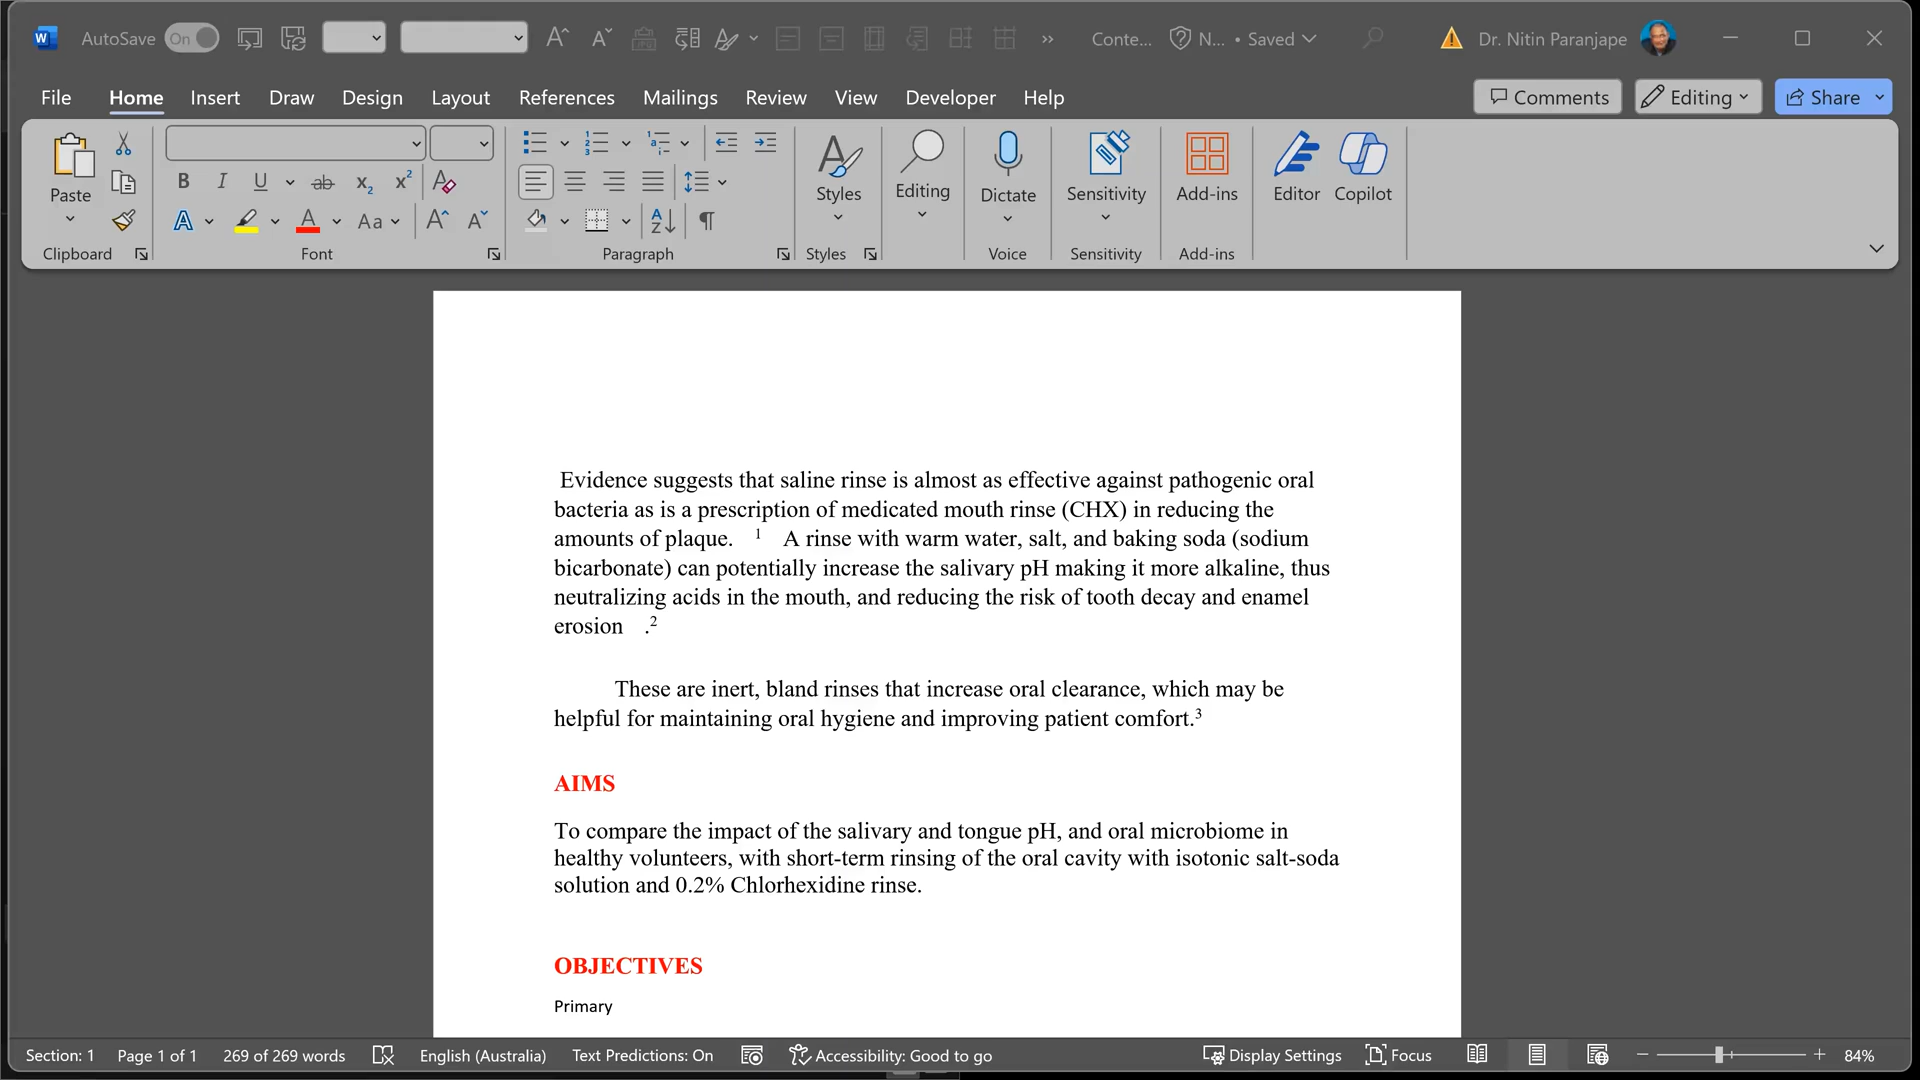 AutoSave On Conte... N... • Saved Dr. Nitin Paranjape
File Home Insert Draw Design Layout References Mailings Review View Developer Help Comments Editing Share
Paste
Styles
Editing
Dictate
Sensitivity
Add-ins
Editor
Copilot
Clipboard Font Paragraph Styles Voice Sensitivity Add-ins
Evidence suggests that saline rinse is almost as effective against pathogenic oral
bacteria as is a prescription of medicated mouth rinse (CHX) in reducing the
amounts of plaque. 1 A rinse with warm water, salt, and baking soda (sodium
bicarbonate) can potentially increase the salivary pH making it more alkaline, thus
neutralizing acids in the mouth, and reducing the risk of tooth decay and enamel
erosion .2
These are inert, bland rinses that increase oral clearance, which may be
helpful for maintaining oral hygiene and improving patient comfort.3
AIMS
To compare the impact of the salivary and tongue pH, and oral microbiome in
healthy volunteers, with short-term rinsing of the oral cavity with isotonic salt-soda
solution and 0.2% Chlorhexidine rinse.
OBJECTIVES
Primary
Section: 1 Page 1 of 1 269 of 269 words English (Australia) Text Predictions: On Accessibility: Good to go Display Settings Focus 84%